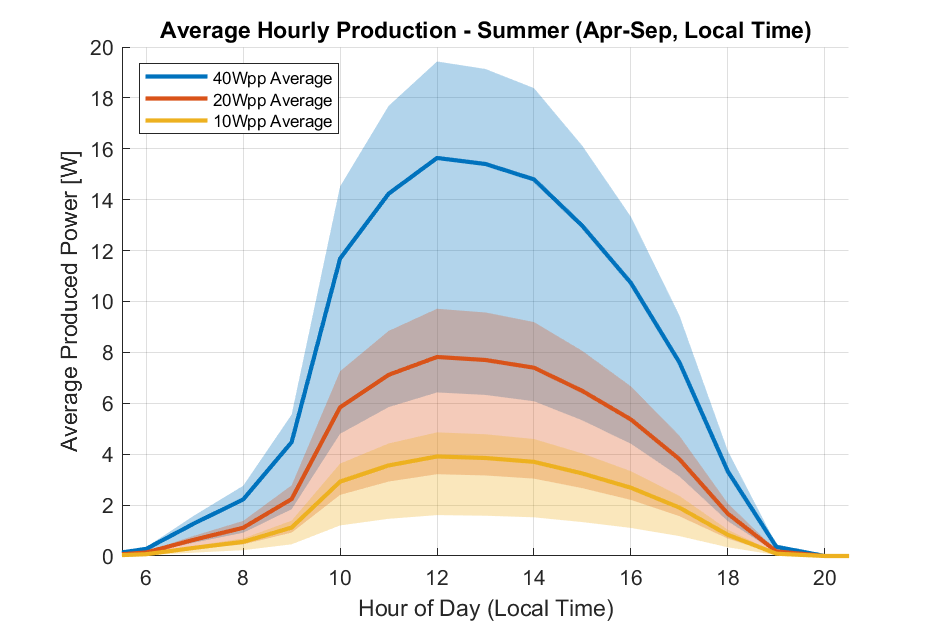 Average Hourly Production - Summer (Apr-Sep, Local Time)
40Wpp Average
20Wpp Average
10Wpp Average
Average Produced Power [W]
20
18
16
14
12
10
8
6
4
2
0
6 8 10 12 14 16 18 20
Hour of Day (Local Time)